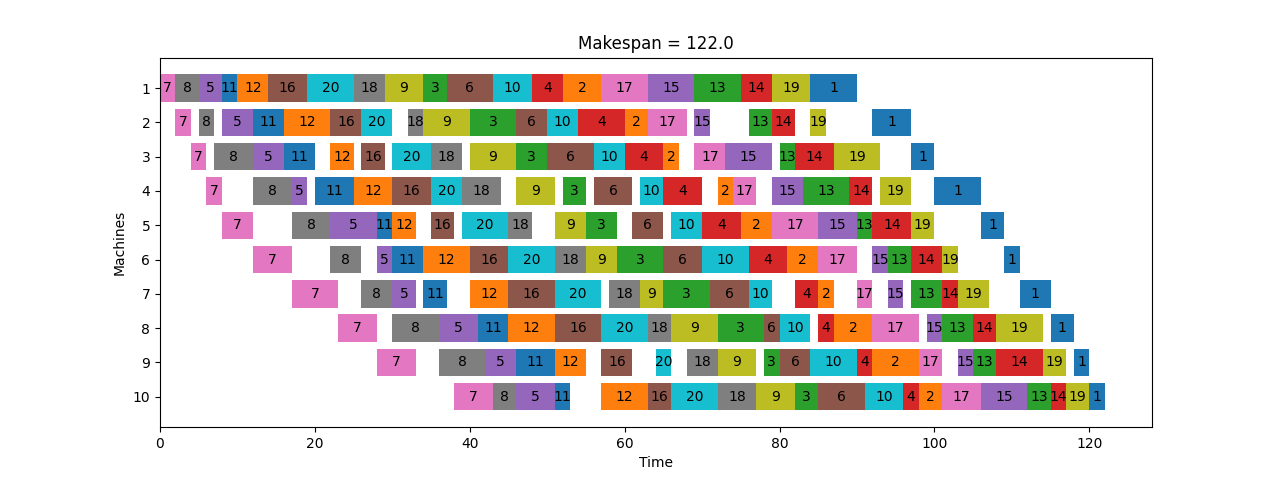 Makespan = 122.0
1 7 8 5 11 12 16 20 18 9 3 6 10 4 2 17 15 13 14 19 1
2 7 8 5 11 12 16 20 18 9 3 6 10 4 2 17 15 13 14 19 1
3 7 8 5 11 12 16 20 18 9 3 6 10 4 2 17 15 13 14 19 1
4 7 8 5 11 12 16 20 18 9 3 6 10 4 2 17 15 13 14 19 1
5 7 8 5 11 12 16 20 18 9 3 6 10 4 2 17 15 13 14 19 1
6 7 8 5 11 12 16 20 18 9 3 6 10 4 2 17 15 13 14 19 1
7 7 8 5 11 12 16 20 18 9 3 6 10 4 2 17 15 13 14 19 1
8 7 8 5 11 12 16 20 18 9 3 6 10 4 2 17 15 13 14 19 1
9 7 8 5 11 12 16 20 18 9 3 6 10 4 2 17 15 13 14 19 1
10 7 8 5 11 12 16 20 18 9 3 6 10 4 2 17 15 13 14 19 1
Machines
0 20 40 60 80 100 120
Time